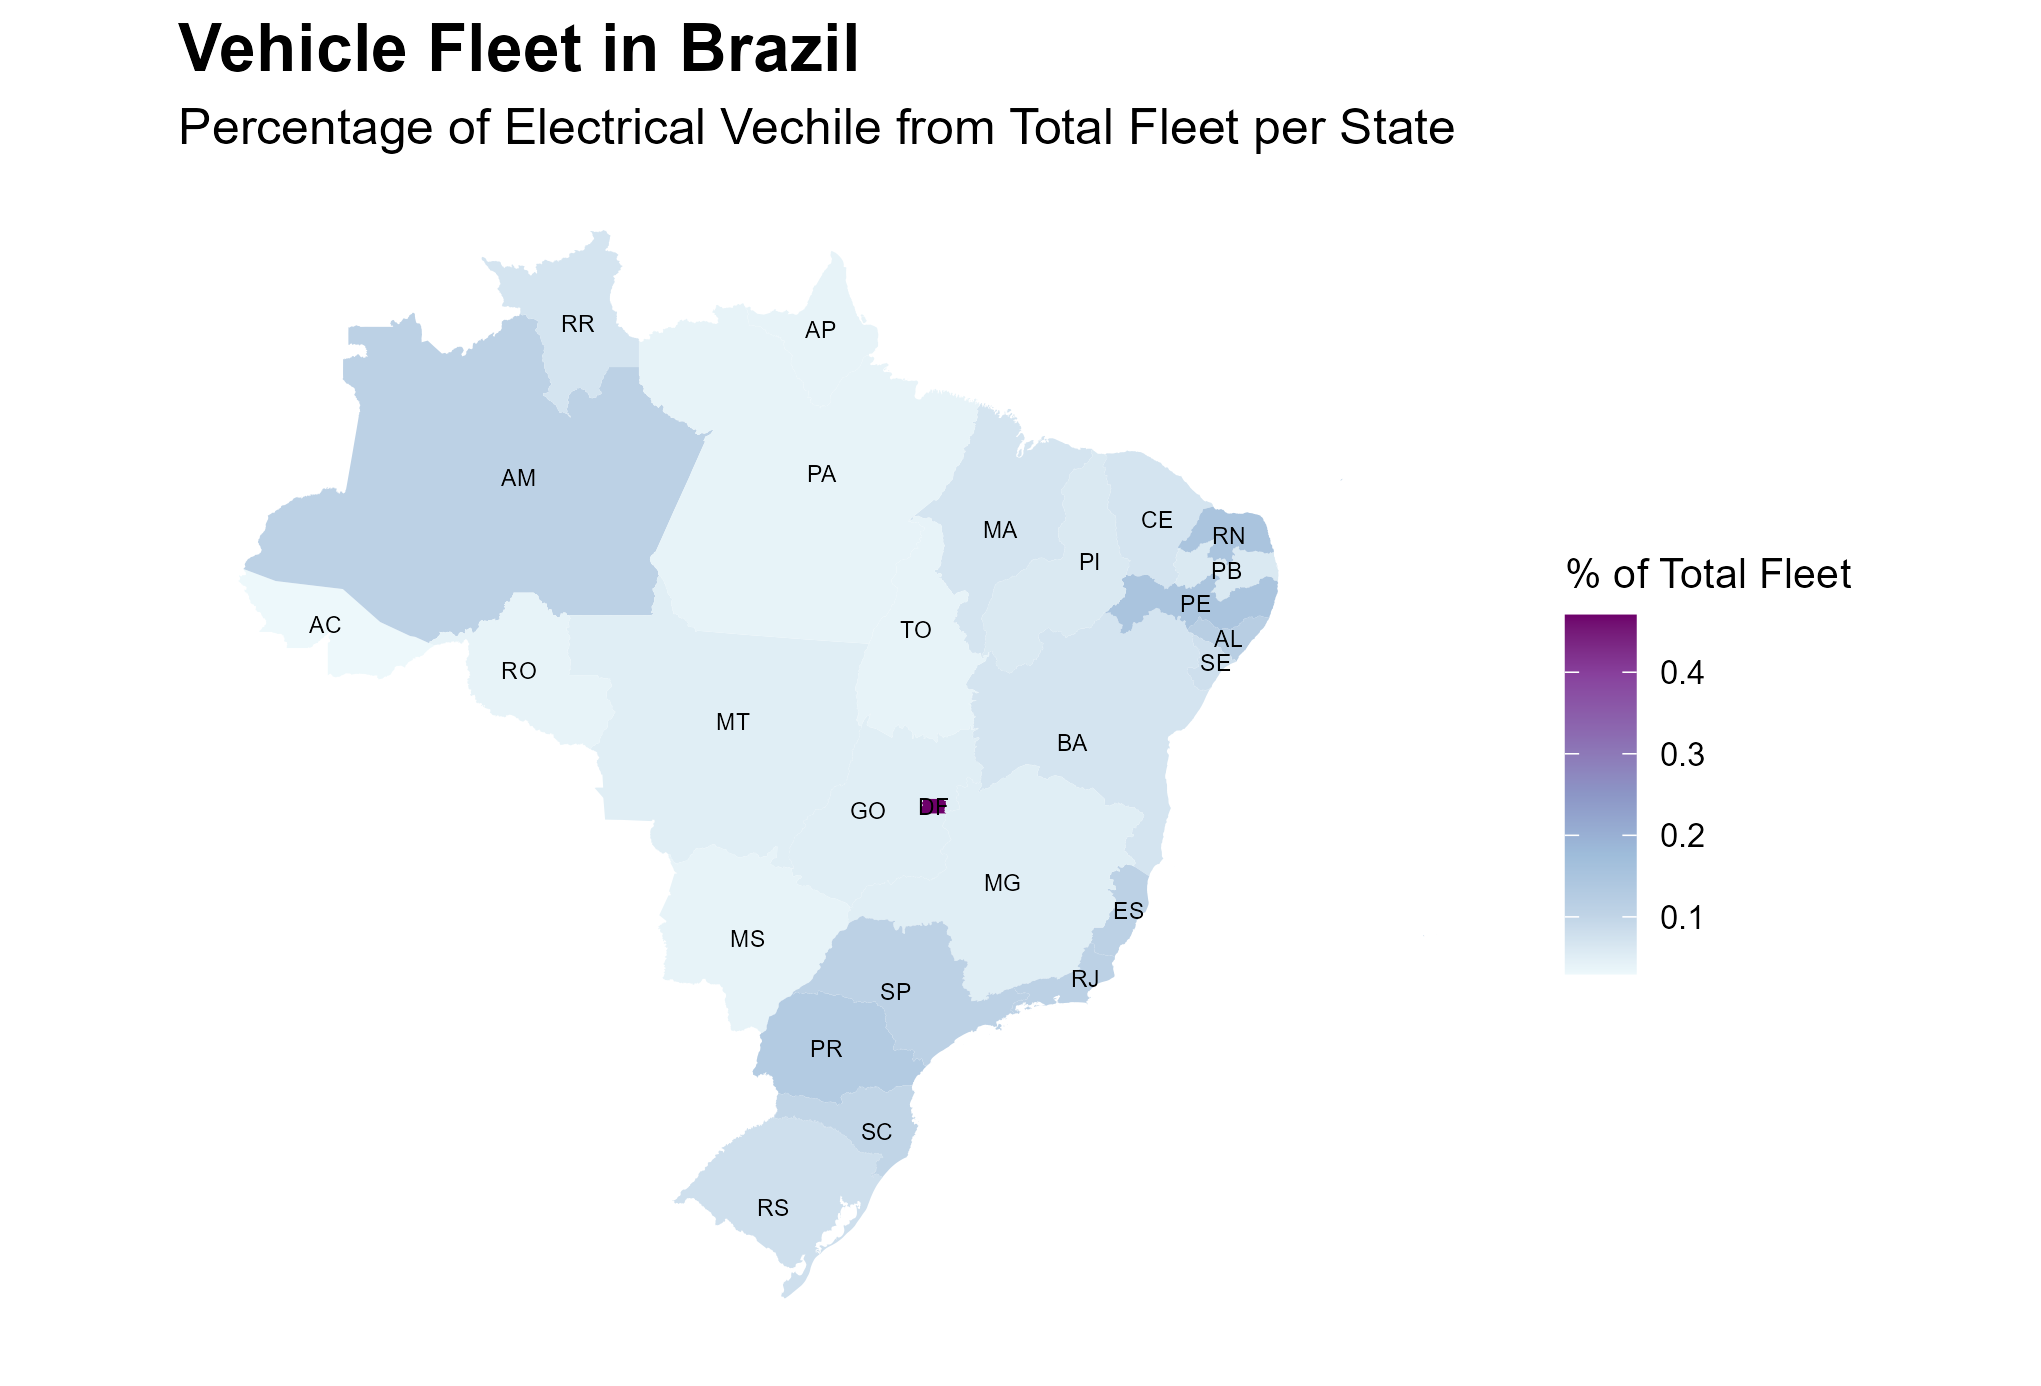 Vehicle Fleet in Brazil
Percentage of Electrical Vechile from Total Fleet per State
RR
AP
AM
PA
MA
CE
RN
PI
PB
PE
AC
TO
AL
RO
SE
MT
BA
GO
DF
MG
ES
MS
RJ
SP
PR
SC
RS
% of Total Fleet
0.4
0.3
0.2
0.1